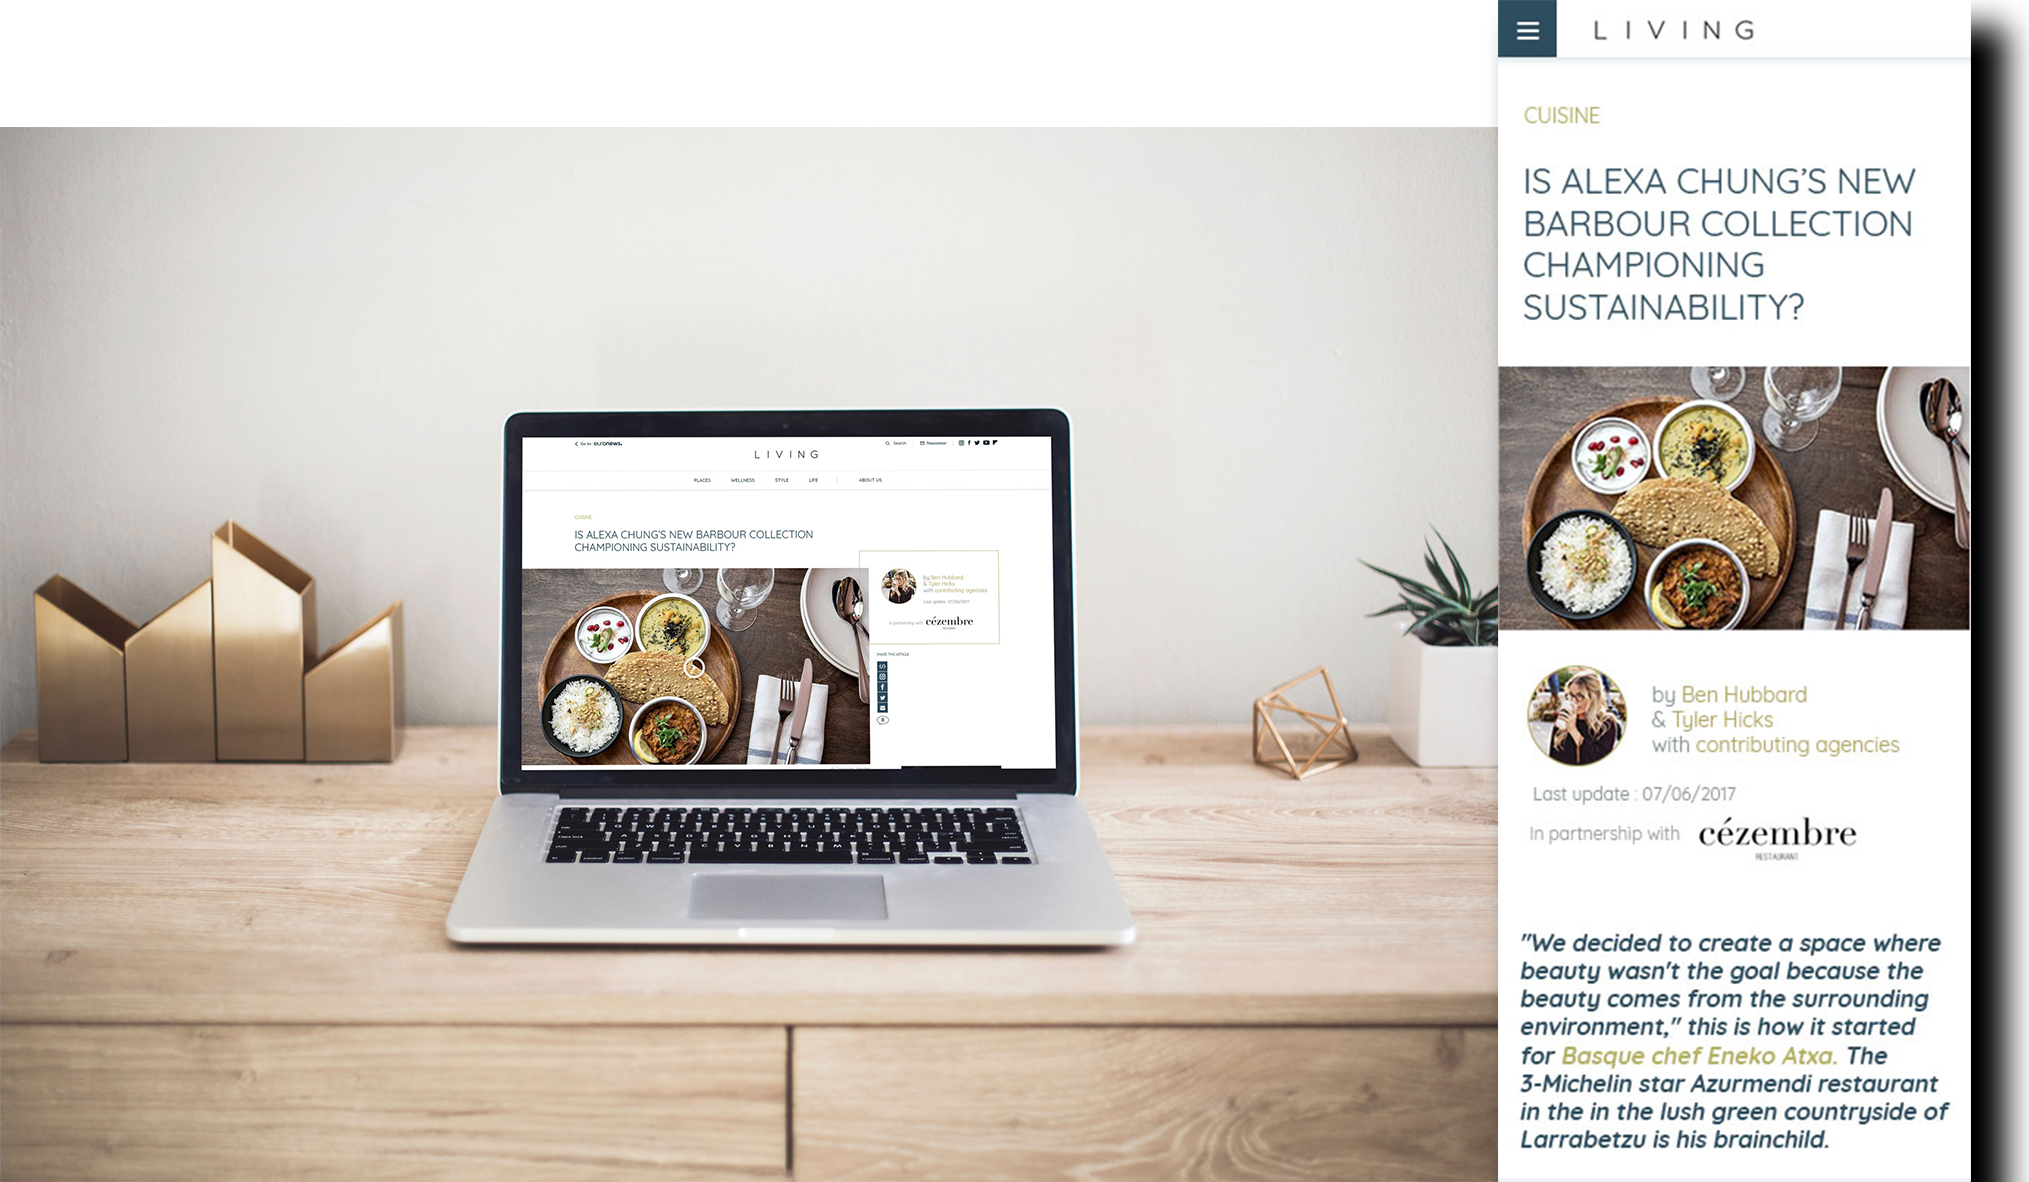 Go to euronews.
Search
Newsletter
LIVING
PLACES WELLNESS STYLE LIFE ABOUT US
CUISINE
IS ALEXA CHUNG'S NEW BARBOUR COLLECTION
CHAMPIONING SUSTAINABILITY?
by Ben Hubbard
& Tyler Hicks
with contributing agencies
Last update : 07/06/2017
In partnership with cézembre
SHARE THIS ARTICLE
LIVING
CUISINE
IS ALEXA CHUNG'S NEW
BARBOUR COLLECTION
CHAMPIONING
SUSTAINABILITY?
by Ben Hubbard
& Tyler Hicks
with contributing agencies
Last update : 07/06/2017
In partnership with cézembre
RESTAURANT
"We decided to create a space where
beauty wasn't the goal because the
beauty comes from the surrounding
environment," this is how it started
for Basque chef Eneko Atxa. The
3-Michelin star Azurmendi restaurant
in the in the lush green countryside of
Larrabetzu is his brainchild.